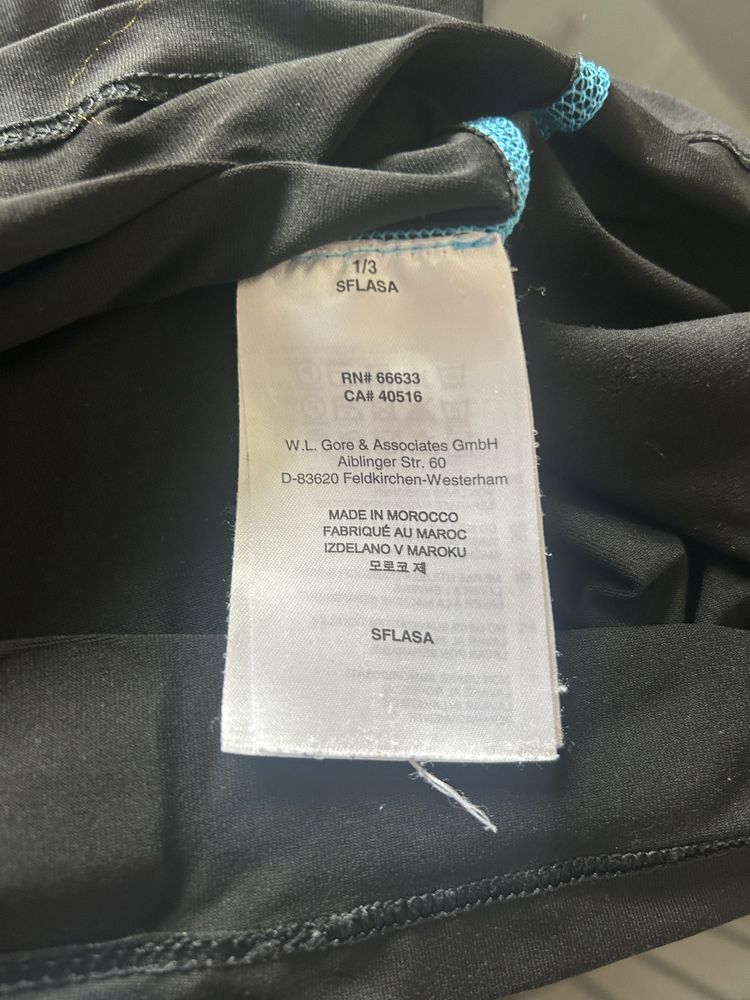 1/3
SFLASA
RN# 66633
CA# 40516
W.L. Gore & Associates GmbH
Aiblinger Str. 60
D-83620 Feldkirchen-Westerham
MADE IN MOROCCO
FABRIQUÉ AU MAROC
IZDELANO V MAROKU
모로코 제
SFLASA